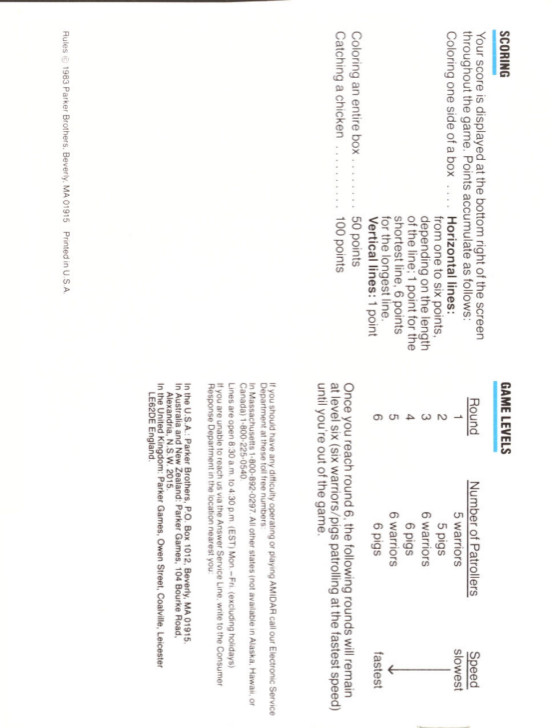 SCORING
Your score is displayed at the bottom right of the screen
throughout the game. Points accumulate as follows:
Coloring one side of a box .... Horizontal lines:
from one to six points,
depending on the length
of the line; 1 point for the
shortest line, 6 points
for the longest line.
Vertical lines: 1 point
Coloring an entire box ........ 50 points
Catching a chicken .......... 100 points
Rules © 1983 Parker Brothers, Beverly, MA 01915 Printed in U.S.A.
GAME LEVELS
Round Number of Patrollers Speed
1 5 warriors slowest
2 5 pigs
3 6 warriors
4 6 pigs
5 6 warriors
6 6 pigs fastest
Once you reach round 6, the following rounds will remain
at level six (six warriors/pigs patrolling at the fastest speed)
until you're out of the game.
If you should have any difficulty operating or playing AMIDAR call our Electronic Service
Department at these toll free numbers:
In Massachusetts 1-800-892-0297. All other states (not available in Alaska, Hawaii, or
Canada) 1-800-225-0540.
Lines are open 8:30 a.m. to 4:30 p.m. (EST) Mon.–Fri. (excluding holidays)
If you are unable to reach us via the Answer Service Line, write to the Consumer
Response Department in the location nearest you:
In the U.S.A.: Parker Brothers, P.O. Box 1012, Beverly, MA 01915.
In Australia and New Zealand: Parker Games, 104 Bourke Road,
Alexandria, N.S.W. 2015.
In the United Kingdom: Parker Games, Owen Street, Coalville, Leicester
LE62DE England.